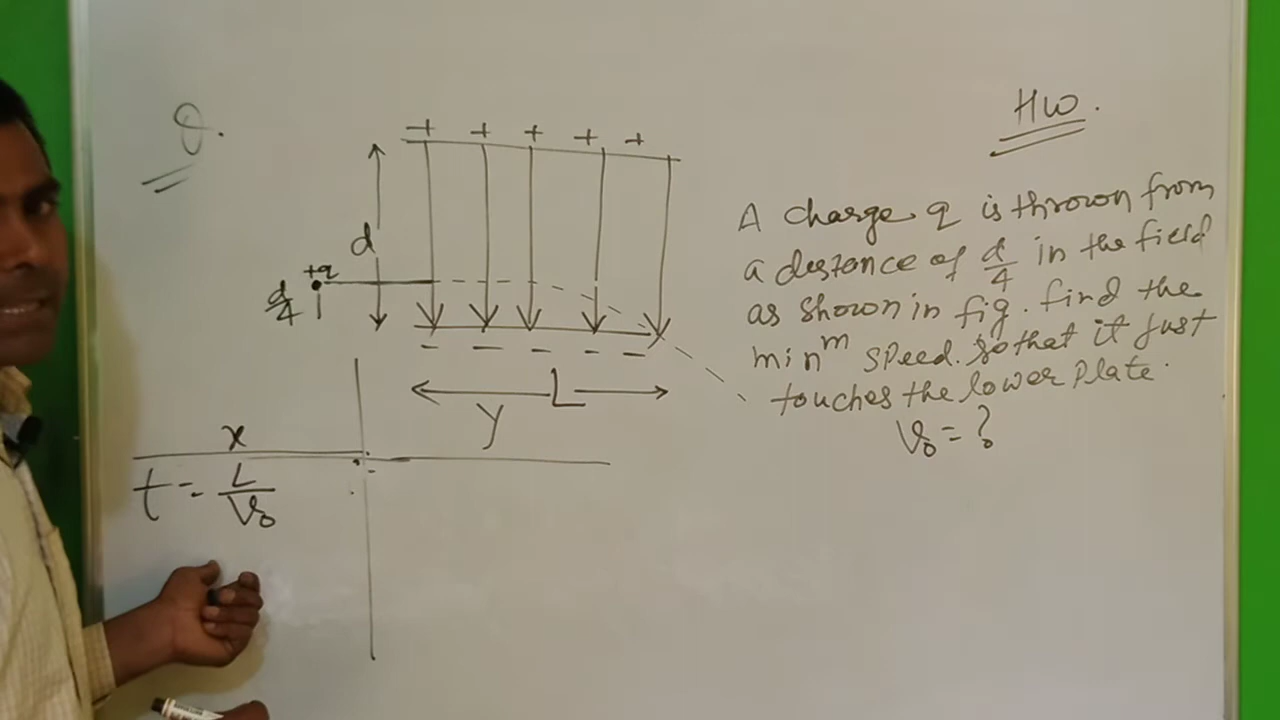 Q.
+ + + + +
d
+q
d/4
- - - - -
L
x
y
t = L/V₀
HW.
A charge q is thrown from
a distance of d/4 in the field
as shown in fig. find the
minᵐ speed. so that it just
touches the lower plate.
V₀ = ?